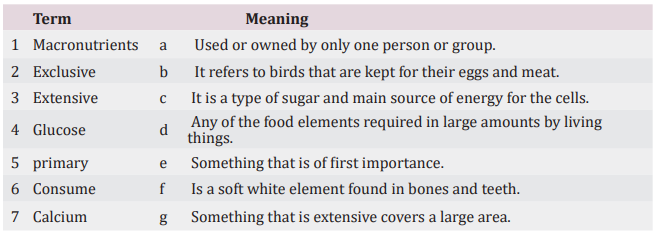 Term Meaning
1 Macronutrients a Used or owned by only one person or group.
2 Exclusive b It refers to birds that are kept for their eggs and meat.
3 Extensive c It is a type of sugar and main source of energy for the cells.
4 Glucose d Any of the food elements required in large amounts by living
things.
5 primary e Something that is of first importance.
6 Consume f Is a soft white element found in bones and teeth.
7 Calcium g Something that is extensive covers a large area.